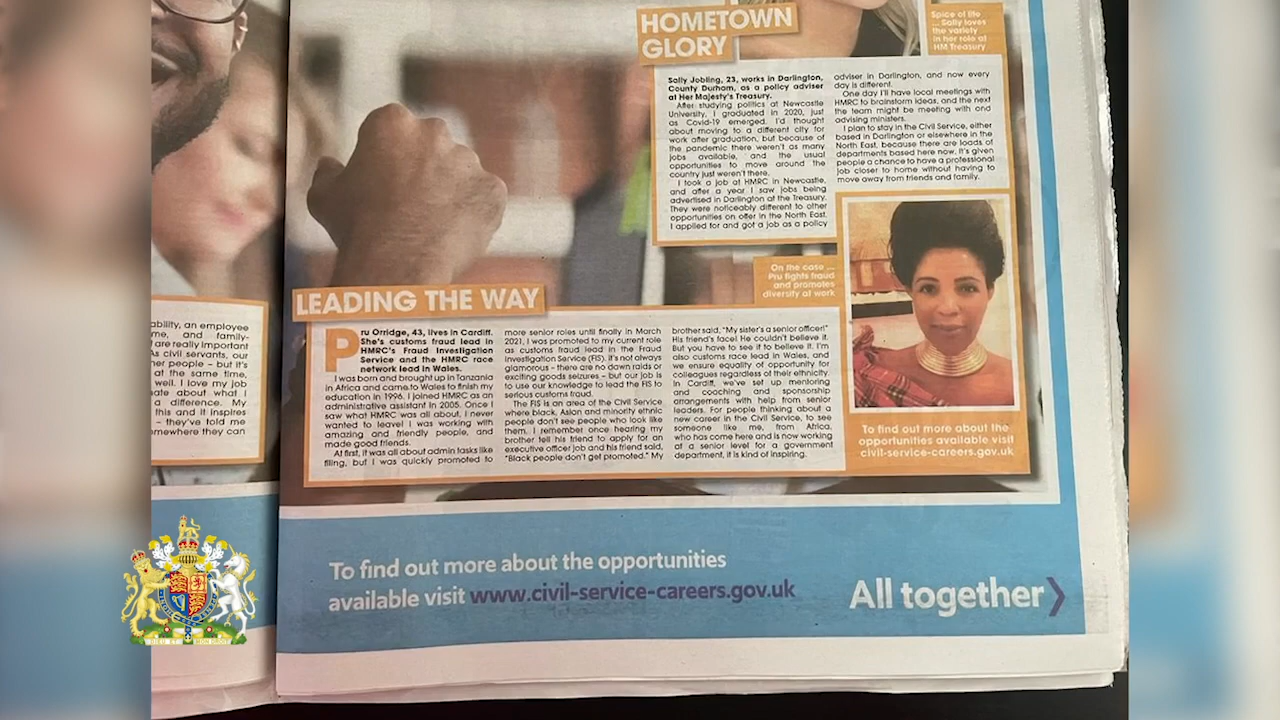 HOMETOWN
GLORY
Spice of life
... Sally loves
the variety
in her role at
HM Treasury
Sally Jobling, 23, works in Darlington,
County Durham, as a policy adviser
at Her Majesty's Treasury.
After studying politics at Newcastle
University, I graduated in 2020, just
as Covid-19 emerged. I'd thought
about moving to a different city for
work after graduation, but because of
the pandemic there weren't as many
jobs available, and the usual
opportunities to move around the
country just weren't there.
I took a job at HMRC in Newcastle,
and after a year I saw jobs being
advertised in Darlington at the Treasury.
They were noticeably different to other
opportunities on offer in the North East.
I applied for and got a job as a policy
adviser in Darlington, and now every
day is different.
One day I'll have local meetings with
HMRC to brainstorm ideas, and the next
the team might be meeting with and
advising ministers.
I plan to stay in the Civil Service, either
based in Darlington or elsewhere in the
North East, because there are loads of
departments based here now. It's given
people a chance to have a professional
job closer to home without having to
move away from friends and family.
On the case ...
Pru fights fraud
and promotes
diversity at work
LEADING THE WAY
Pru Orridge, 43, lives in Cardiff.
She's customs fraud lead in
HMRC's Fraud Investigation
Service and the HMRC race
network lead in Wales.
I was born and brought up in Tanzania
in Africa and came to Wales to finish my
education in 1996. I joined HMRC as an
administrative assistant in 2005. Once I
saw what HMRC was all about, I never
wanted to leave! I was working with
amazing and friendly people, and
made good friends.
At first, it was all about admin tasks like
filing, but I was quickly promoted to
more senior roles until finally in March
2021, I was promoted to my current role
as customs fraud lead in the Fraud
Investigation Service (FIS). It's not always
glamorous – there are no dawn raids or
exciting goods seizures – but our job is
to use our knowledge to lead the FIS to
serious customs fraud.
The FIS is an area of the Civil Service
where black, Asian and minority ethnic
people don't see people who look like
them. I remember once hearing my
brother tell his friend to apply for an
executive officer job and his friend said,
"Black people don't get promoted." My
brother said, "My sister's a senior officer!"
His friend's face! He couldn't believe it.
But you have to see it to believe it. I'm
also customs race lead in Wales, and
we ensure equality of opportunity for
colleagues regardless of their ethnicity.
In Cardiff, we've set up mentoring
and coaching and sponsorship
arrangements with help from senior
leaders. For people thinking about a
new career in the Civil Service, to see
someone like me, from Africa,
who has come here and is now working
at a senior level for a government
department, it is kind of inspiring.
To find out more about the
opportunities available visit
civil-service-careers.gov.uk
ability, an employee
me, and family-
are really important
As civil servants, our
her people – but it's
at the same time,
well. I love my job
about what I
a difference. My
this and it inspires
– they've told me
somewhere they can
To find out more about the opportunities
available visit www.civil-service-careers.gov.uk
All together
DIEU ET MON DROIT